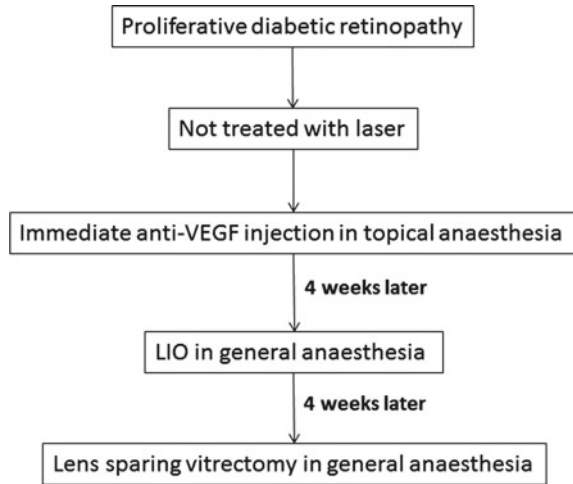 Proliferative diabetic retinopathy
Not treated with laser
Immediate anti-VEGF injection in topical anaesthesia
4 weeks later
LIO in general anaesthesia
4 weeks later
Lens sparing vitrectomy in general anaesthesia